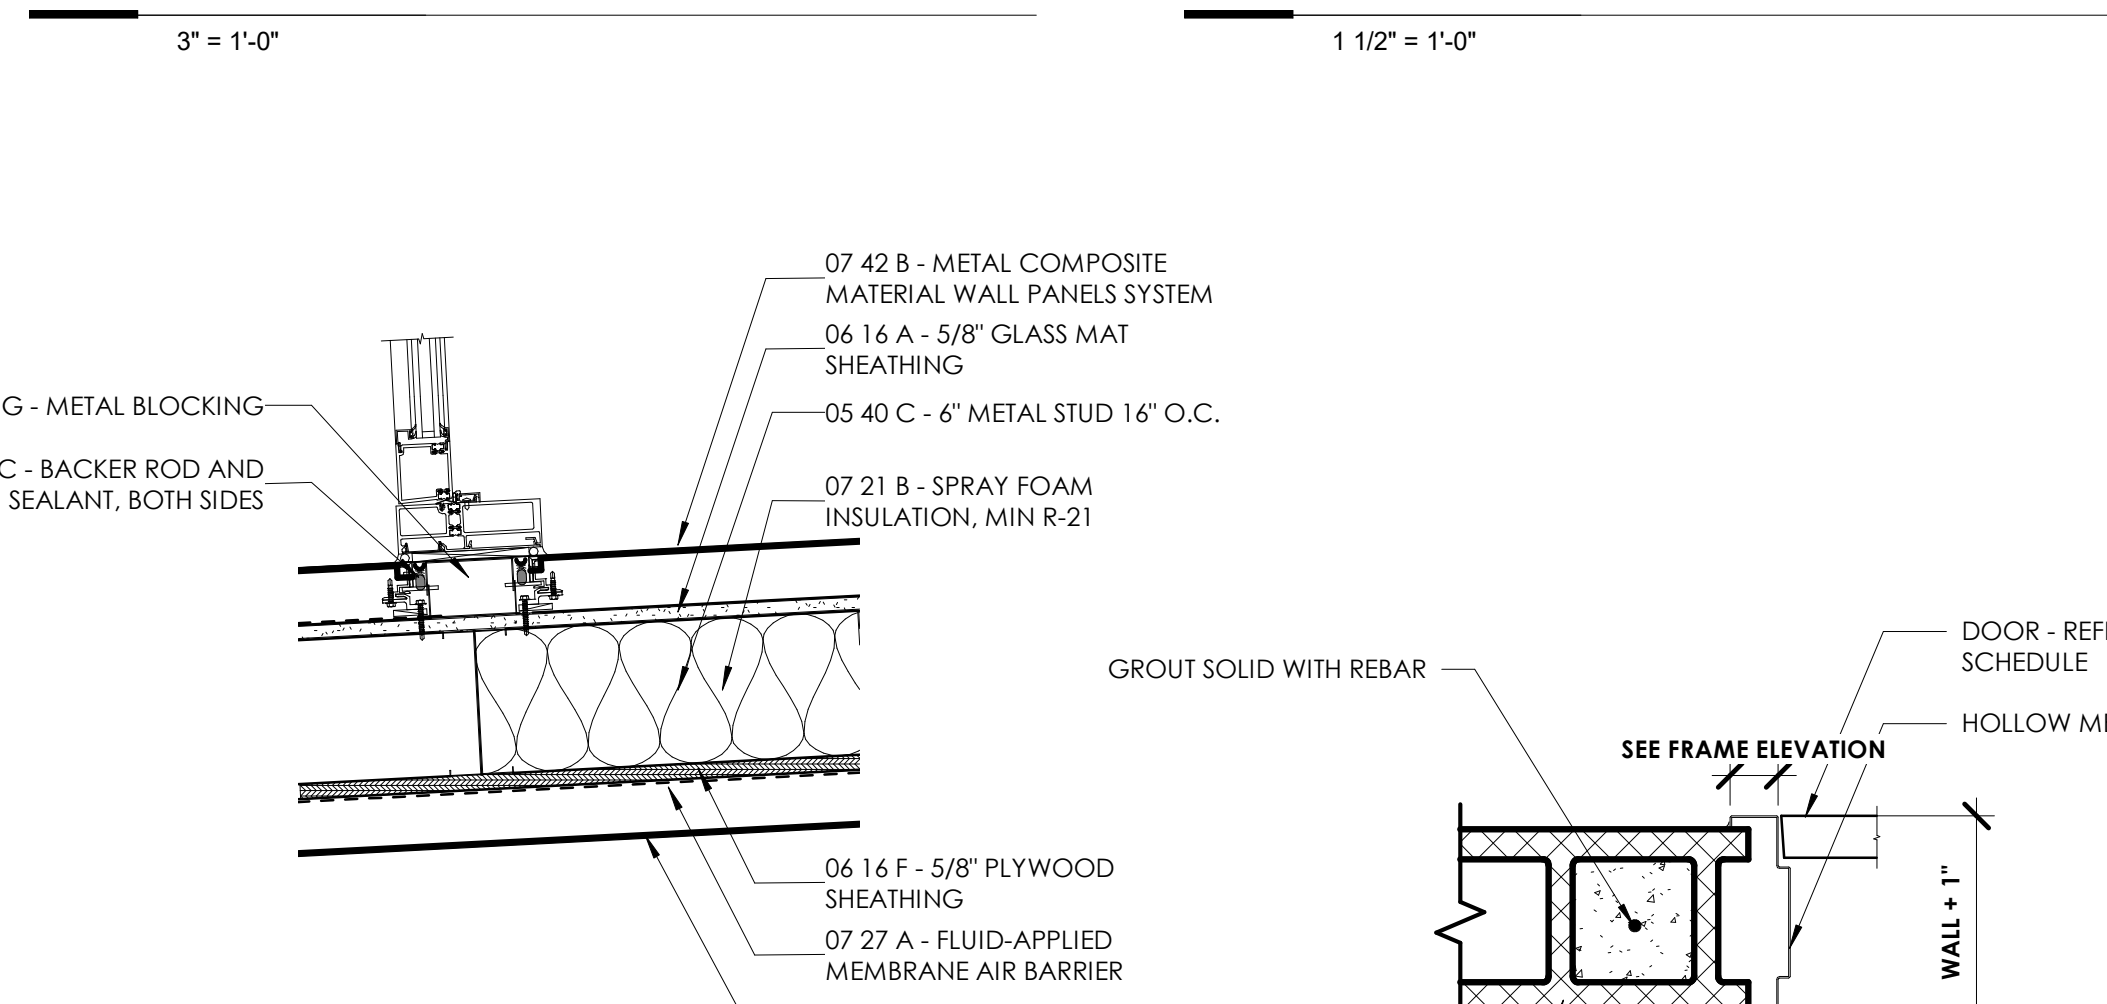 3" = 1'-0"
1 1/2" = 1'-0"
07 42 B - METAL COMPOSITE
MATERIAL WALL PANELS SYSTEM
06 16 A - 5/8" GLASS MAT
SHEATHING
G - METAL BLOCKING
05 40 C - 6" METAL STUD 16" O.C.
C - BACKER ROD AND
SEALANT, BOTH SIDES
07 21 B - SPRAY FOAM
INSULATION, MIN R-21
06 16 F - 5/8" PLYWOOD
SHEATHING
07 27 A - FLUID-APPLIED
MEMBRANE AIR BARRIER
GROUT SOLID WITH REBAR
DOOR -
SCHEDULE
HOLLOW
SEE FRAME ELEVATION
WALL + 1"